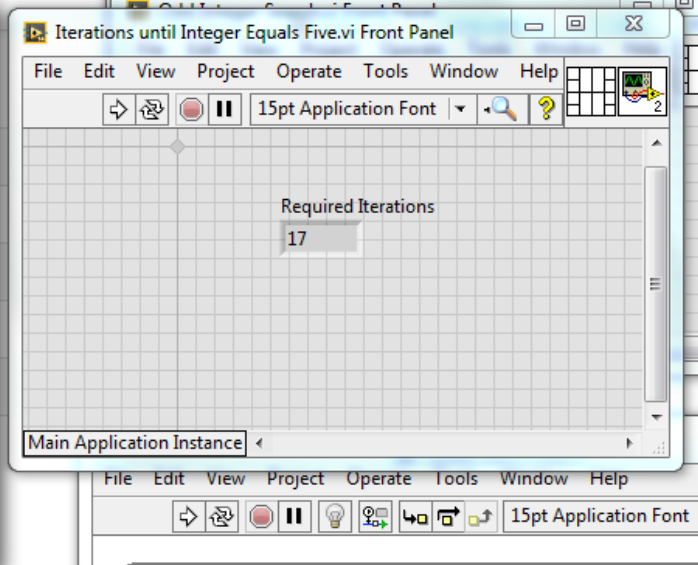 Iterations until Integer Equals Five.vi Front Panel
File Edit View Project Operate Tools Window Help
15pt Application Font
2
Required Iterations
17
Main Application Instance
File Edit View Project Operate Tools Window Help
15pt Application Font